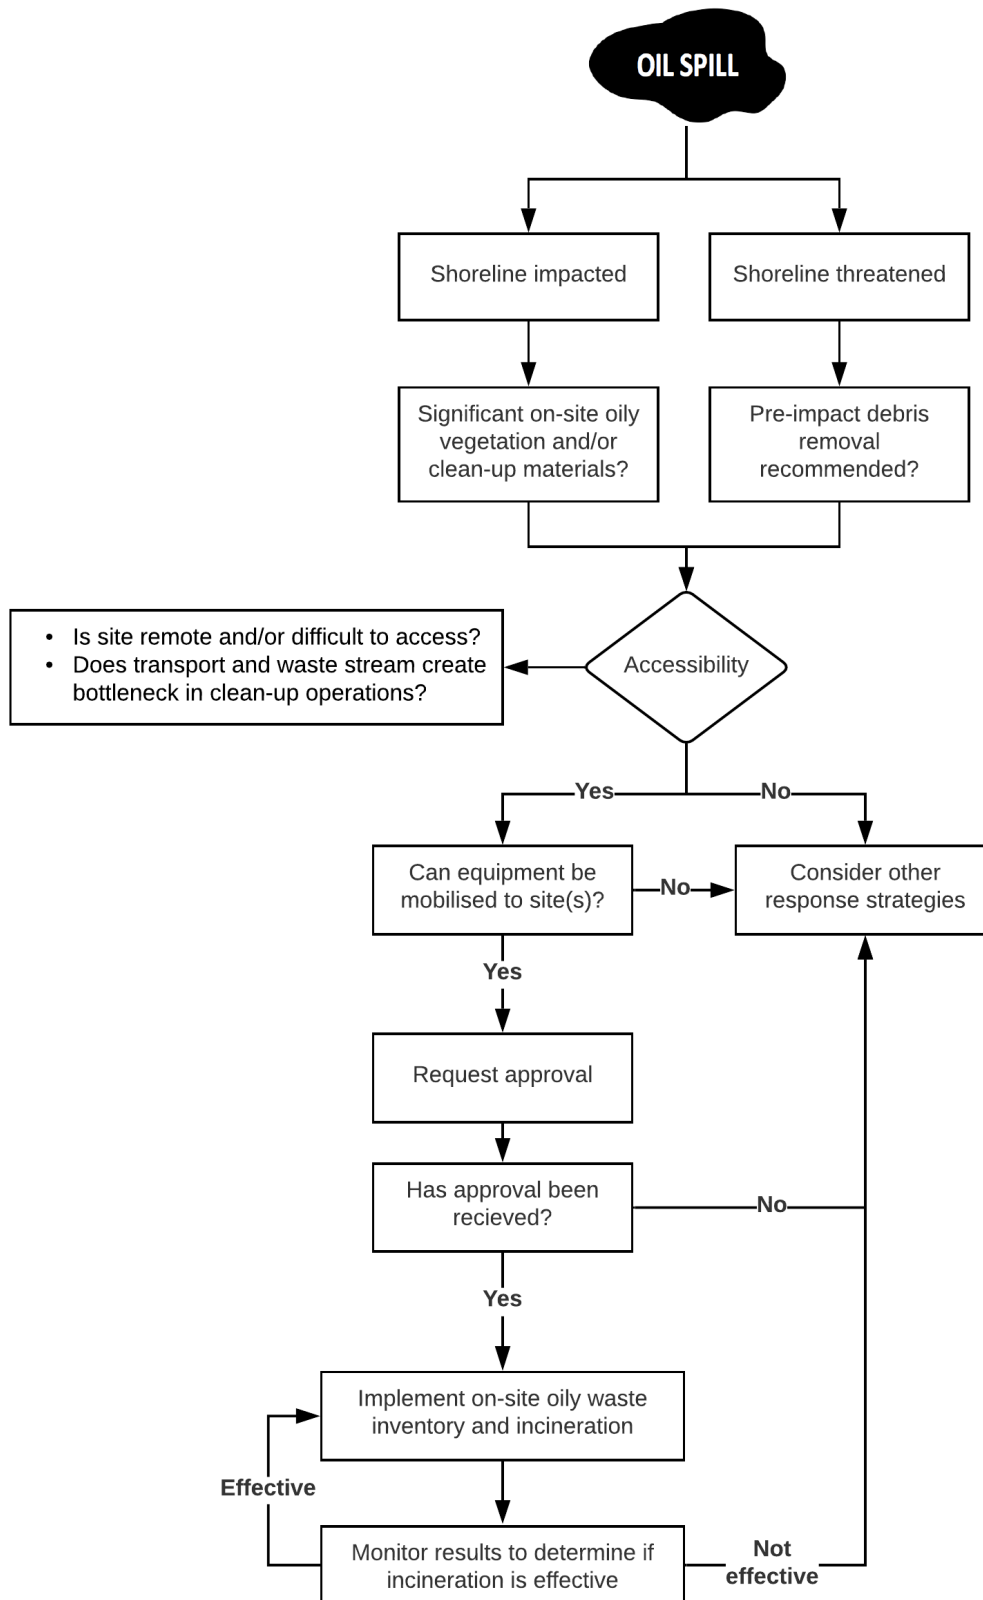 OIL SPILL
Shoreline impacted
Shoreline threatened
Significant on-site oily
vegetation and/or
clean-up materials?
Pre-impact debris
removal
recommended?
• Is site remote and/or difficult to access?
• Does transport and waste stream create
bottleneck in clean-up operations?
Accessibility
Yes
No
Can equipment be
mobilised to site(s)?
No
Consider other
response strategies
Yes
Request approval
Has approval been
recieved?
No
Yes
Implement on-site oily waste
inventory and incineration
Effective
Monitor results to determine if
incineration is effective
Not
effective